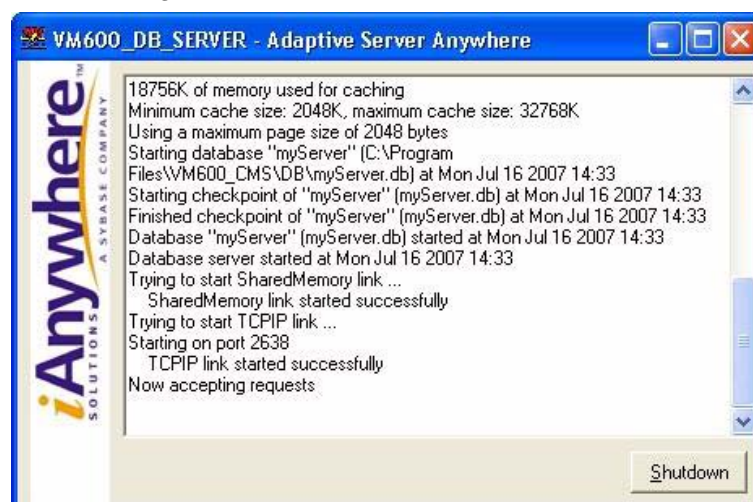 VM600_DB_SERVER - Adaptive Server Anywhere
iAnywhere™
SOLUTIONS
A SYBASE COMPANY
18756K of memory used for caching
Minimum cache size: 2048K, maximum cache size: 32768K
Using a maximum page size of 2048 bytes
Starting database "myServer" (C:\Program
Files\VM600_CMS\DB\myServer.db) at Mon Jul 16 2007 14:33
Starting checkpoint of "myServer" (myServer.db) at Mon Jul 16 2007 14:33
Finished checkpoint of "myServer" (myServer.db) at Mon Jul 16 2007 14:33
Database "myServer" (myServer.db) started at Mon Jul 16 2007 14:33
Database server started at Mon Jul 16 2007 14:33
Trying to start SharedMemory link ...
SharedMemory link started successfully
Trying to start TCPIP link ...
Starting on port 2638
TCPIP link started successfully
Now accepting requests
Shutdown